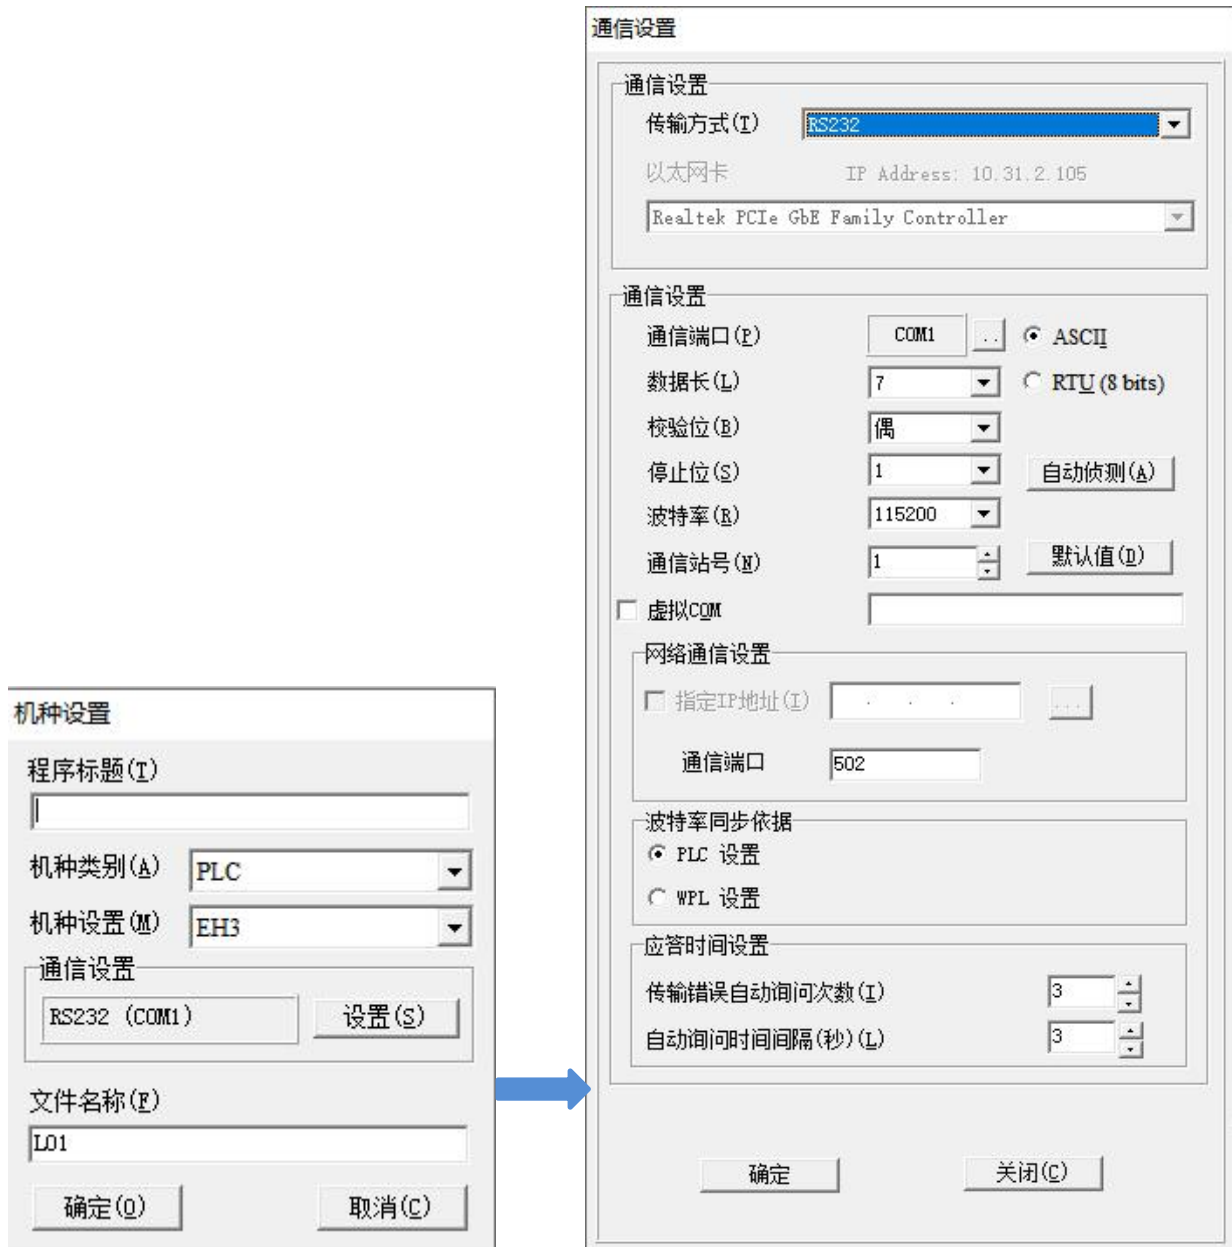 机种设置
程序标题(T)
机种类别(A) PLC
机种设置(M) EH3
通信设置
RS232 (COM1) 设置(S)
文件名称(F)
L01
确定(O) 取消(C)
通信设置
通信设置
传输方式(T) RS232
以太网卡 IP Address: 10.31.2.105
Realtek PCIe GbE Family Controller
通信设置
通信端口(P) COM1 .. ASCII
数据长(L) 7 RTU (8 bits)
校验位(B) 偶
停止位(S) 1 自动侦测(A)
波特率(R) 115200
通信站号(N) 1 默认值(D)
虚拟COM
网络通信设置
指定IP地址(I) . . . ...
通信端口 502
波特率同步依据
PLC 设置
WPL 设置
应答时间设置
传输错误自动询问次数(I) 3
自动询问时间间隔(秒)(L) 3
确定 关闭(C)